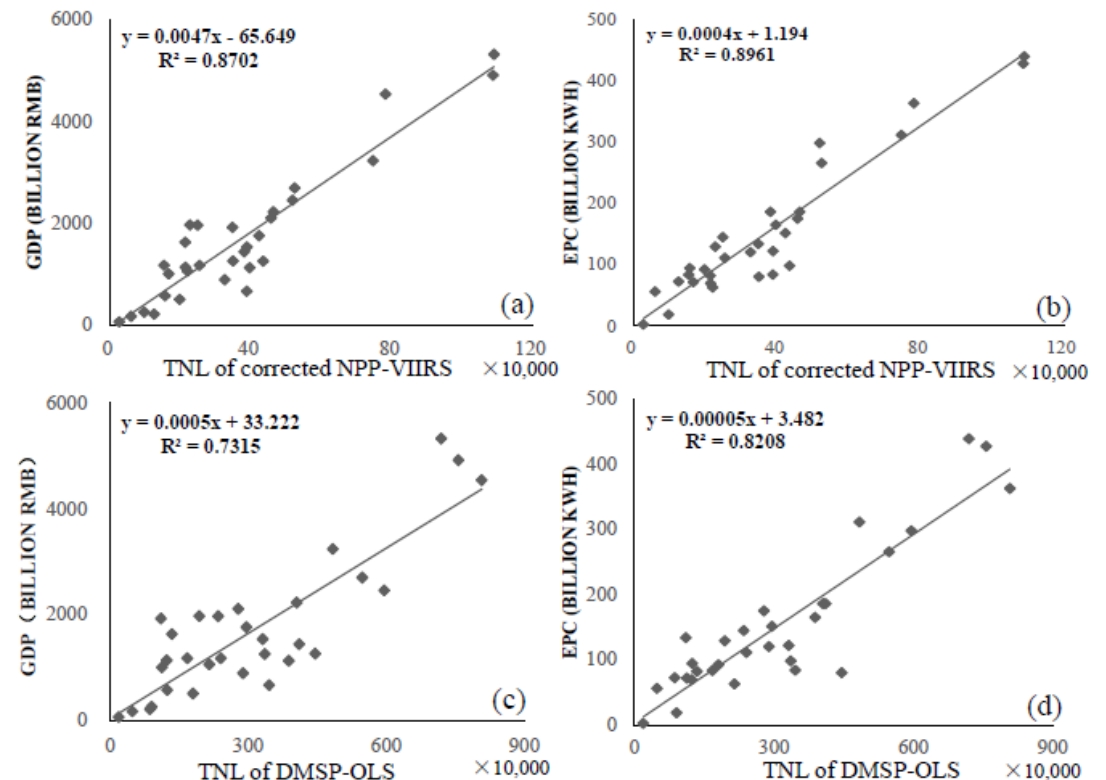 y = 0.0047x - 65.649
R² = 0.8702
GDP (BILLION RMB)
6000
4000
2000
0
(a)
0 40 80 120
TNL of corrected NPP-VIIRS ×10,000
y = 0.0004x + 1.194
R² = 0.8961
EPC (BILLION KWH)
500
400
300
200
100
0
(b)
0 40 80 120
TNL of corrected NPP-VIIRS ×10,000
y = 0.0005x + 33.222
R² = 0.7315
GDP（BILLION RMB）
6000
4000
2000
0
(c)
0 300 600 900
TNL of DMSP-OLS ×10,000
y = 0.00005x + 3.482
R² = 0.8208
EPC (BILLION KWH)
500
400
300
200
100
0
(d)
0 300 600 900
TNL of DMSP-OLS ×10,000